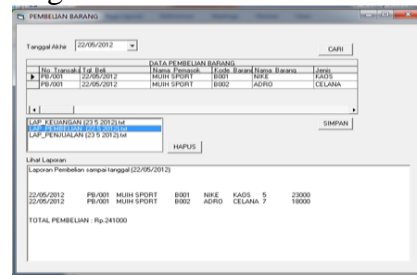 PEMBELIAN BARANG
Tanggal Akhir 22/05/2012
CARI
DATA PEMBELIAN BARANG
No. Transaksi Tgl. Beli Nama Pemasok Kode Barang Nama Barang Jenis
PB/001 22/05/2012 MUIH SPORT B001 NIKE KAOS
PB/001 22/05/2012 MUIH SPORT B002 ADRO CELANA
LAP_KEUANGAN (23 5 2012).txt
LAP_PEMBELIAN (23 5 2012).txt
LAP_PENJUALAN (23 5 2012).txt
SIMPAN
HAPUS
Lihat Laporan
Laporan Pembelian sampai tanggal (22/05/2012)
22/05/2012 PB/001 MUIH SPORT B001 NIKE KAOS 5 23000
22/05/2012 PB/001 MUIH SPORT B002 ADRO CELANA 7 18000
TOTAL PEMBELIAN : Rp.241000